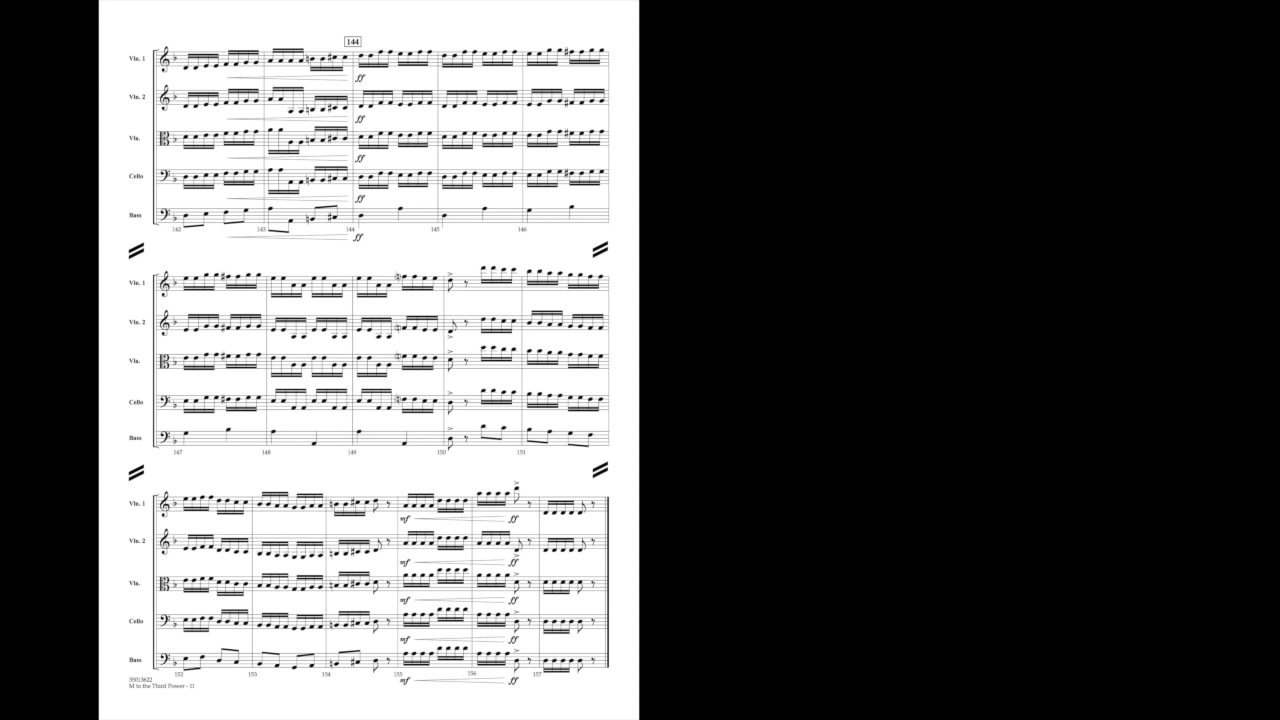 144
Vln. 1
Vln. 2
Vla.
Cello
Bass
ff
ff
ff
ff
ff
142 143 144 145 146
Vln. 1
Vln. 2
Vla.
Cello
Bass
147 148 149 150 151
Vln. 1
mf ff
Vln. 2
mf ff
Vla.
mf ff
Cello
mf ff
Bass
mf ff
152 153 154 155 156 157
55013622
M to the Third Power - 11